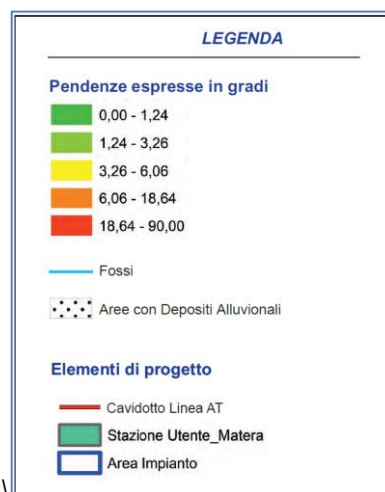 LEGENDA
Pendenze espresse in gradi
0,00 - 1,24
1,24 - 3,26
3,26 - 6,06
6,06 - 18,64
18,64 - 90,00
Fossi
Aree con Depositi Alluvionali
Elementi di progetto
Cavidotto Linea AT
Stazione Utente_Matera
Area Impianto
\